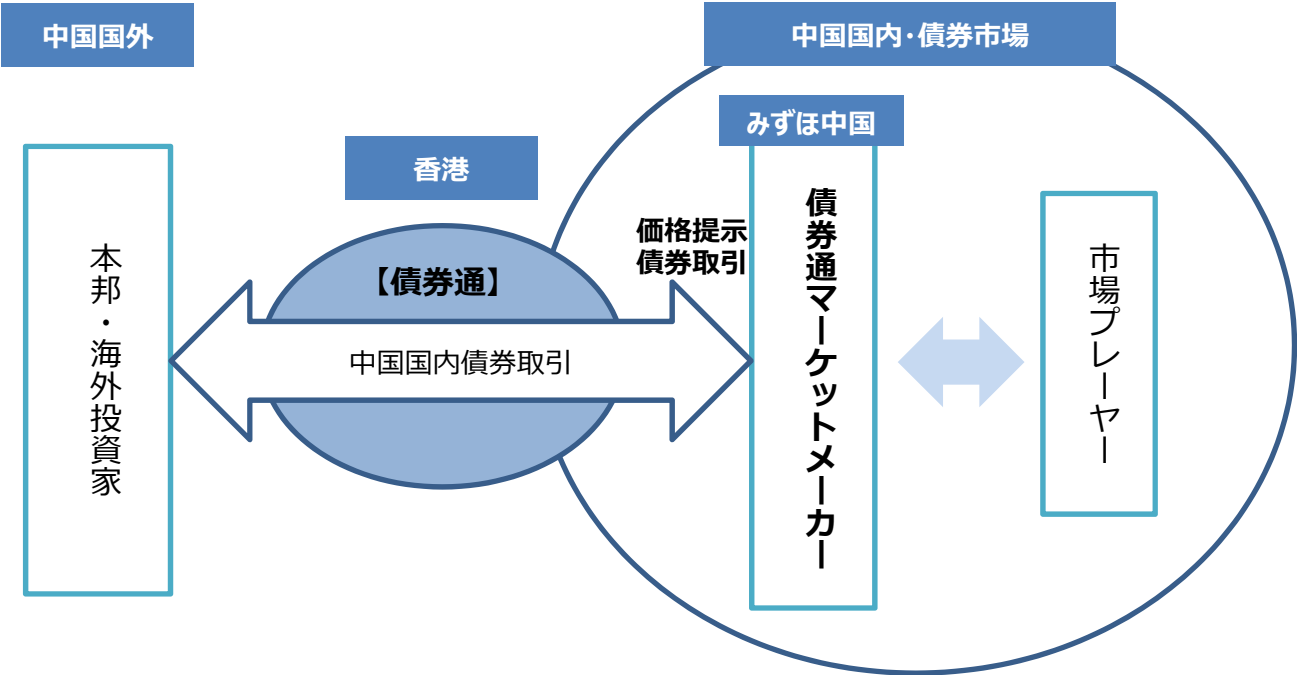 中国国外
中国国内・債券市場
みずほ中国
香港
価格提示
債券取引
【債券通】
中国国内債券取引
本邦・海外投資家
債券通マーケットメーカー
市場プレーヤー